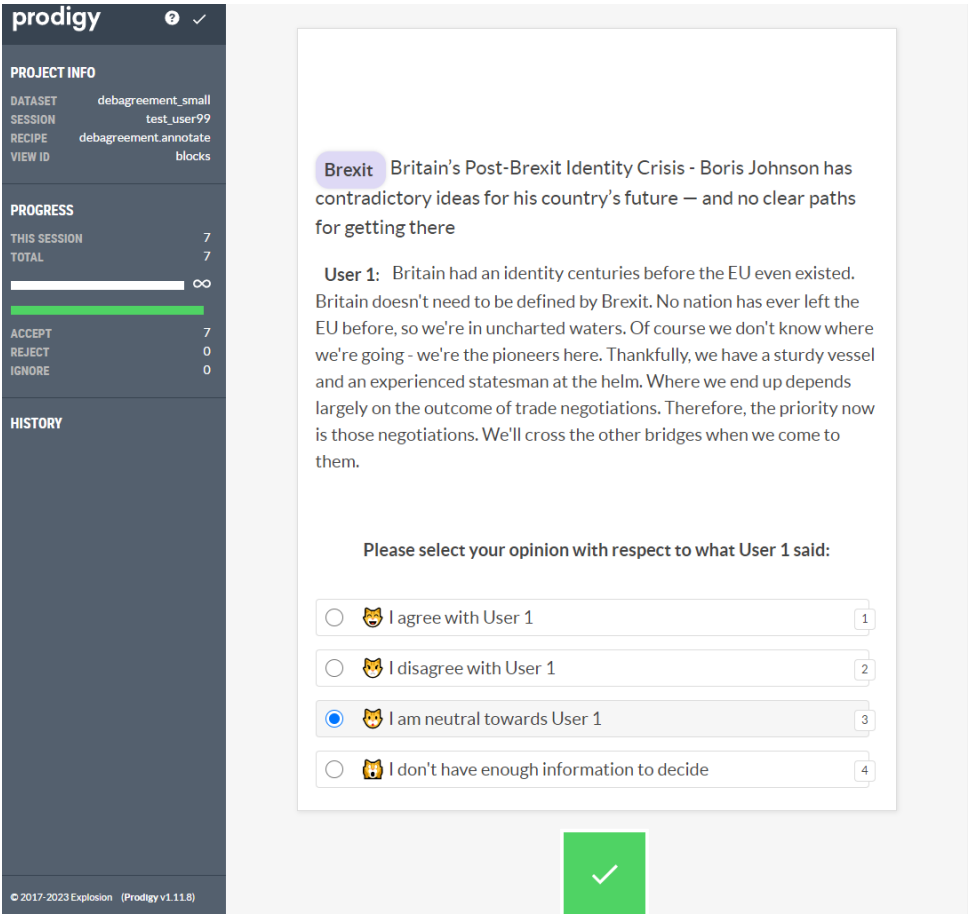 prodigy
PROJECT INFO
DATASET debagreement_small
SESSION test_user99
RECIPE debagreement.annotate
VIEW ID blocks
PROGRESS
THIS SESSION 7
TOTAL 7
∞
ACCEPT 7
REJECT 0
IGNORE 0
HISTORY
© 2017-2023 Explosion (Prodigy v1.11.8)
Brexit Britain’s Post-Brexit Identity Crisis - Boris Johnson has
contradictory ideas for his country’s future — and no clear paths
for getting there
User 1: Britain had an identity centuries before the EU even existed.
Britain doesn't need to be defined by Brexit. No nation has ever left the
EU before, so we're in uncharted waters. Of course we don't know where
we're going - we're the pioneers here. Thankfully, we have a sturdy vessel
and an experienced statesman at the helm. Where we end up depends
largely on the outcome of trade negotiations. Therefore, the priority now
is those negotiations. We'll cross the other bridges when we come to
them.
Please select your opinion with respect to what User 1 said:
I agree with User 1 1
I disagree with User 1 2
I am neutral towards User 1 3
I don't have enough information to decide 4